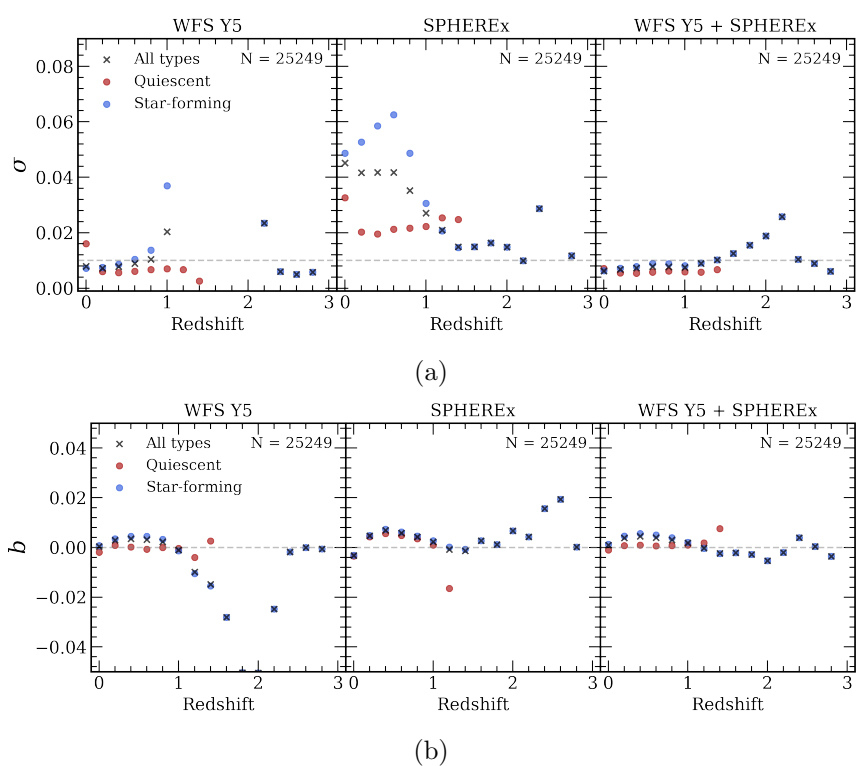 WFS Y5 SPHEREx WFS Y5 + SPHEREx
All types N = 25249 N = 25249 N = 25249
Quiescent
Star-forming
σ
0.08
0.06
0.04
0.02
0.00
0 1 2 3 0 1 2 3 0 1 2 3
Redshift Redshift Redshift
(a)
WFS Y5 SPHEREx WFS Y5 + SPHEREx
All types N = 25249 N = 25249 N = 25249
Quiescent
Star-forming
b
0.04
0.02
0.00
−0.02
−0.04
0 1 2 3 0 1 2 3 0 1 2 3
Redshift Redshift Redshift
(b)